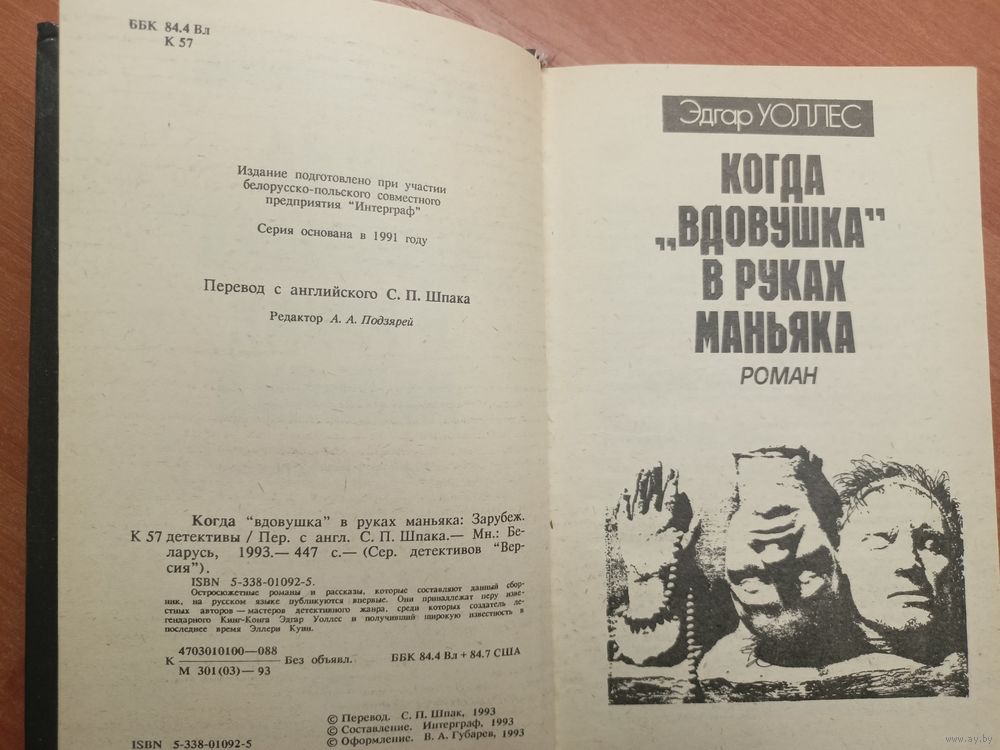 ББК 84.4 Вл
К 57
Издание подготовлено при участии
белорусско-польского совместного
предприятия "Интерграф"
Серия основана в 1991 году
Перевод с английского С. П. Шпака
Редактор А. А. Подзярей
Когда "вдовушка" в руках маньяка: Зарубеж.
К 57 детективы / Пер. с англ. С. П. Шпака.— Мн.: Бе-
ларусь, 1993.— 447 с.— (Сер. детективов "Вер-
сия").
ISBN 5-338-01092-5.
Остросюжетные романы и рассказы, которые составляют данный сбор-
ник, на русском языке публикуются впервые. Они принадлежат перу изве-
стных авторов — мастеров детективного жанра, среди которых создатель ле-
гендарного Кинг-Конга Эдгар Уоллес и получивший широкую известность в
последнее время Эллери Куин.
К 4703010100—088
М 301(03)— 93 Без объявл.
ББК 84.4 Вл + 84.7 США
© Перевод. С. П. Шпак, 1993
© Составление. Интерграф, 1993
ISBN 5-338-01092-5 © Оформление. В. А. Губарев, 1993
Эдгар УОЛЛЕС
КОГДА
„ВДОВУШКА"
В РУКАХ
МАНЬЯКА
РОМАН
www.ay.by